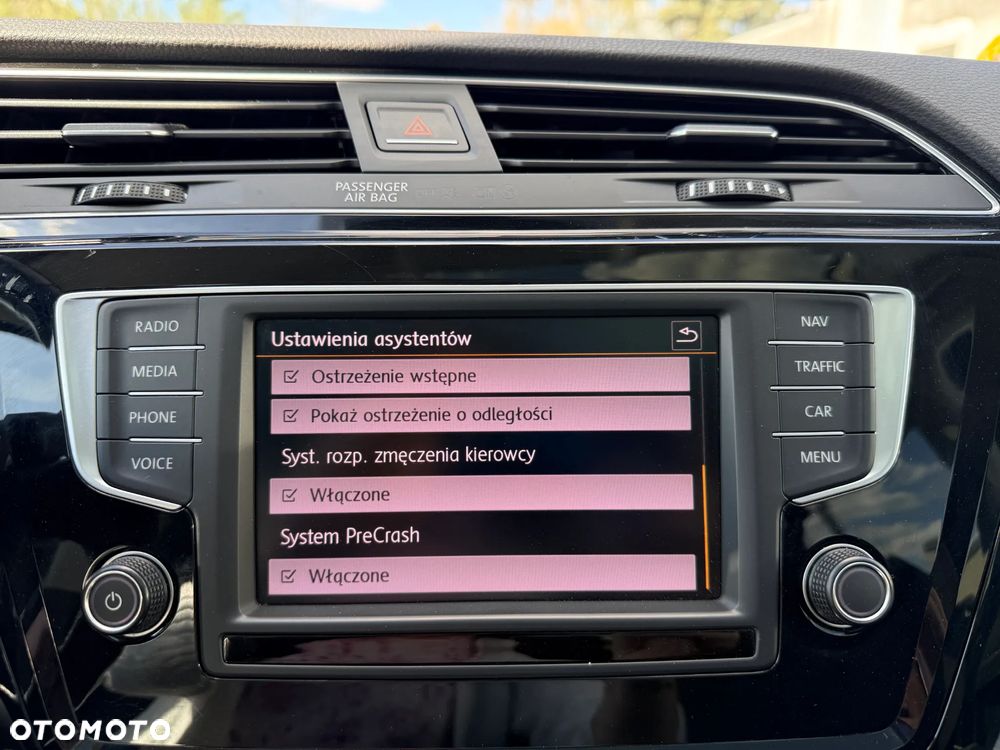 PASSENGER
AIR BAG
RADIO
MEDIA
PHONE
VOICE
Ustawienia asystentów
Ostrzeżenie wstępne
Pokaż ostrzeżenie o odległości
Syst. rozp. zmęczenia kierowcy
Włączone
System PreCrash
Włączone
NAV
TRAFFIC
CAR
MENU
OTOMOTO